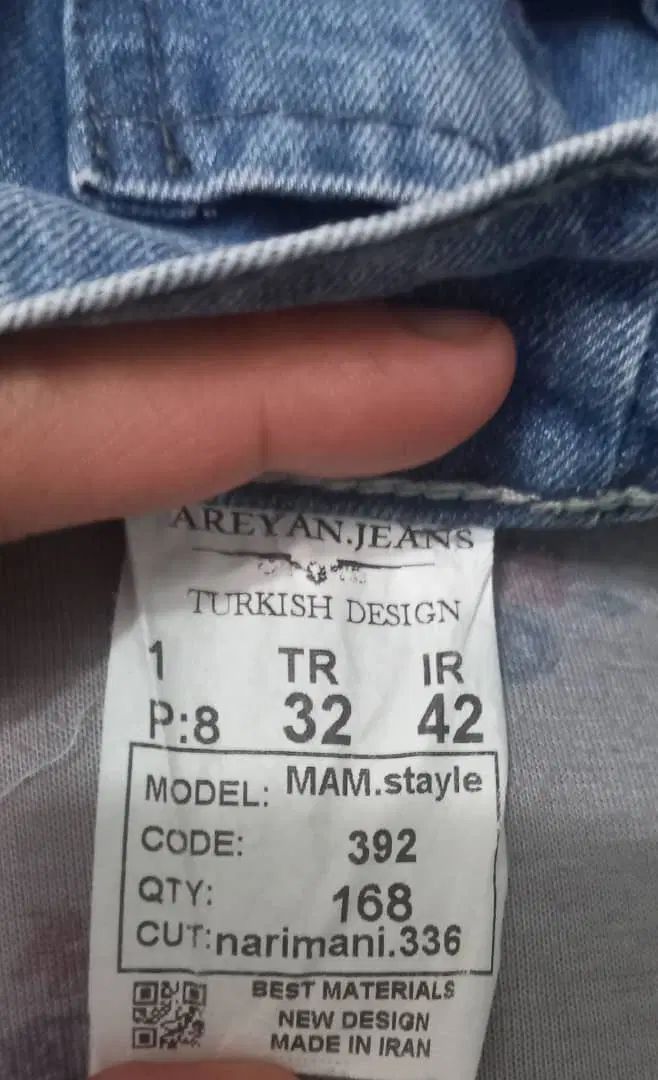 AREYAN.JEANS
TURKISH DESIGN
1 TR IR
P:8 32 42
MODEL: MAM.stayle
CODE: 392
QTY: 168
CUT:narimani.336
BEST MATERIALS
NEW DESIGN
MADE IN IRAN